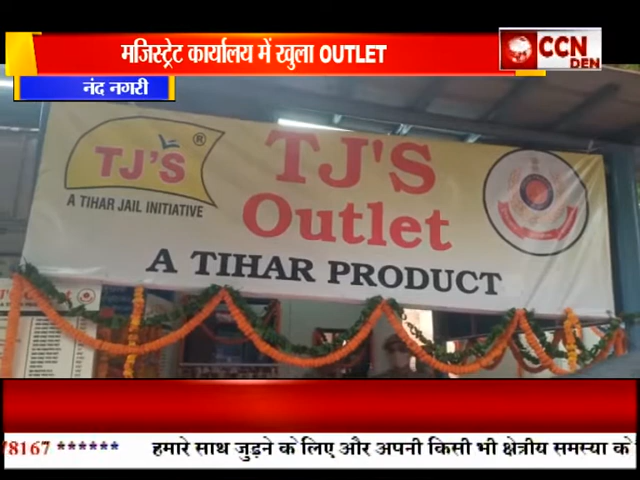 मजिस्ट्रेट कार्यालय में खुला OUTLET
CCN
DEN
नंद नगरी
TJ'S ®
A TIHAR JAIL INITIATIVE
TJ'S
Outlet
A TIHAR PRODUCT
78167 ****** हमारे साथ जुड़ने के लिए और अपनी किसी भी क्षेत्रीय समस्या को